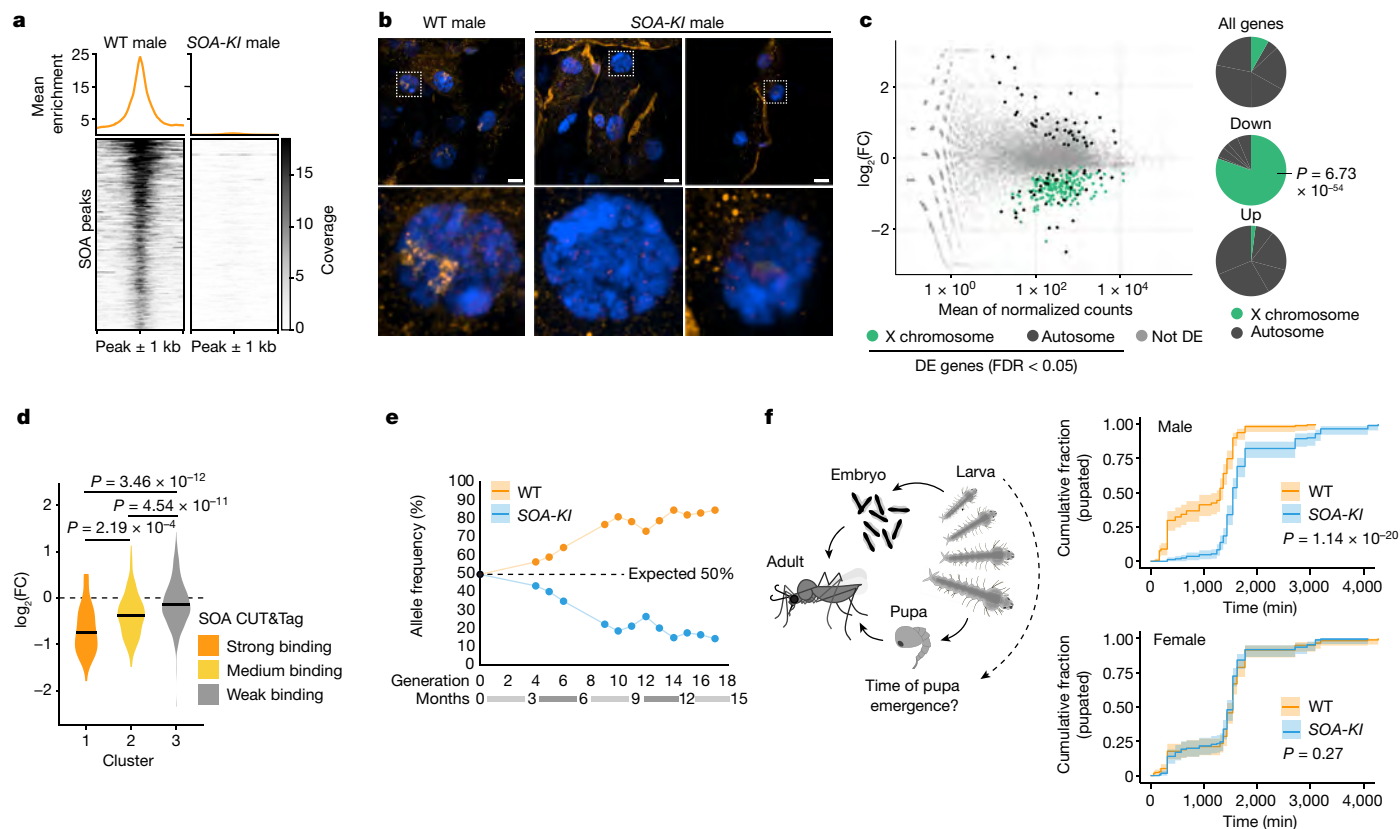 a
WT male
SOA-KI male
Mean
enrichment
25
15
5
SOA peaks
Peak ± 1 kb
Peak ± 1 kb
15
10
5
0
Coverage
b
WT male
SOA-KI male
c
log2(FC)
2
0
−2
1 × 10⁰
1 × 10²
1 × 10⁴
Mean of normalized counts
X chromosome
Autosome
Not DE
DE genes (FDR < 0.05)
All genes
Down
P = 6.73
× 10⁻⁵⁴
Up
X chromosome
Autosome
d
P = 3.46 × 10⁻¹²
P = 4.54 × 10⁻¹¹
P = 2.19 × 10⁻⁴
log2(FC)
2
1
0
−1
−2
1
2
3
Cluster
SOA CUT&Tag
Strong binding
Medium binding
Weak binding
e
Allele frequency (%)
100
90
80
70
60
50
40
30
20
10
0
WT
SOA-KI
Expected 50%
Generation 0 2 4 6 8 10 12 14 16 18
Months 0 3 6 9 12 15
f
Embryo
Larva
Adult
Pupa
Time of pupa
emergence?
Cumulative fraction
(pupated)
1.00
0.75
0.50
0.25
0
Male
WT
SOA-KI
P = 1.14 × 10⁻²⁰
0 1,000 2,000 3,000 4,000
Time (min)
Cumulative fraction
(pupated)
1.00
0.75
0.50
0.25
0
Female
WT
SOA-KI
P = 0.27
0 1,000 2,000 3,000 4,000
Time (min)